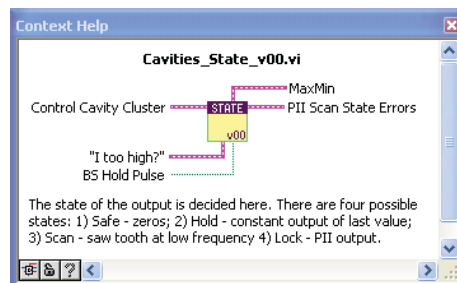 Context Help
Cavities_State_v00.vi
MaxMin
Control Cavity Cluster
STATE
PII Scan State Errors
v00
"I too high?"
BS Hold Pulse
The state of the output is decided here. There are four possible
states: 1) Safe - zeros; 2) Hold - constant output of last value;
3) Scan - saw tooth at low frequency 4) Lock - PII output.
?